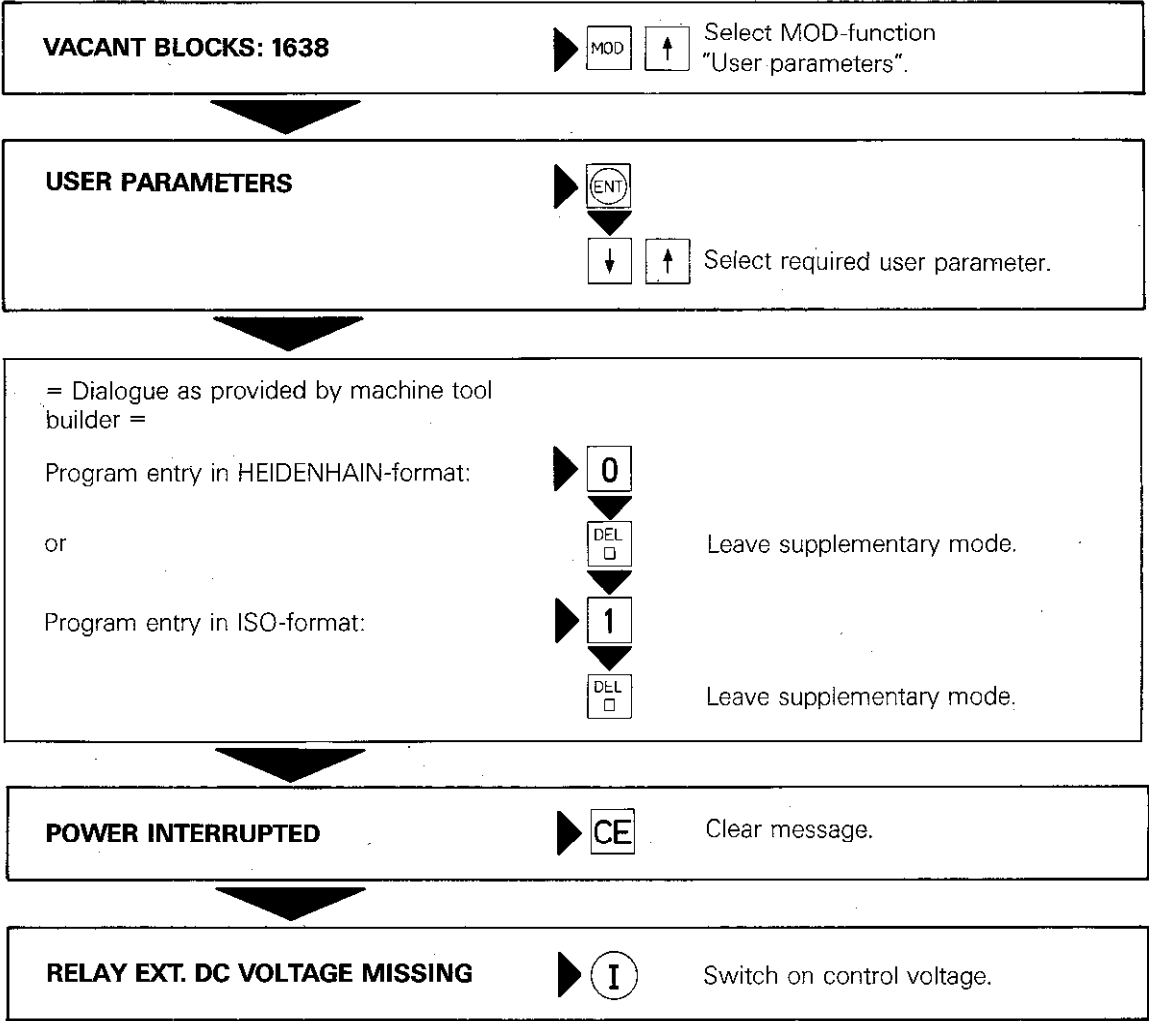 VACANT BLOCKS: 1638
MOD
Select MOD-function
"User parameters".
USER PARAMETERS
ENT
Select required user parameter.
= Dialogue as provided by machine tool
builder =
Program entry in HEIDENHAIN-format:
0
or
DEL
Leave supplementary mode.
Program entry in ISO-format:
1
DEL
Leave supplementary mode.
POWER INTERRUPTED
CE
Clear message.
RELAY EXT. DC VOLTAGE MISSING
I
Switch on control voltage.